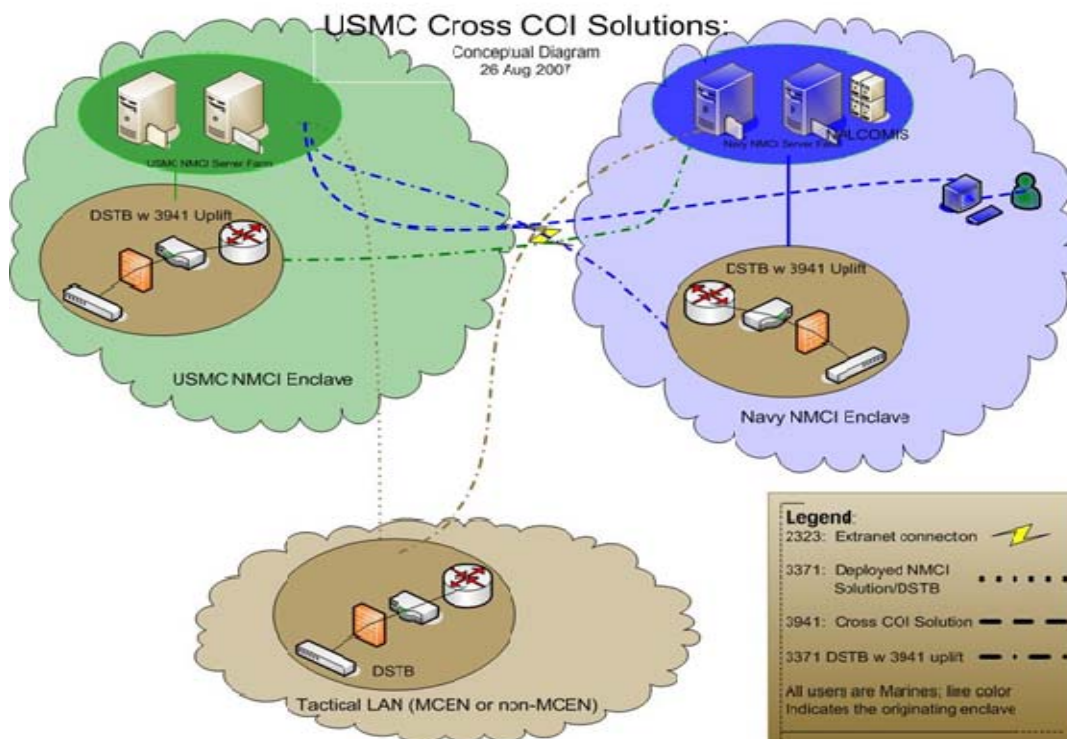 USMC Cross COI Solutions:
Conceptual Diagram
26 Aug 2007
NALCOMIS
USMC NMCI Server Farm
Navy NMCI Server Farm
DSTB w 3941 Uplift
DSTB w 3941 Uplift
USMC NMCI Enclave
Navy NMCI Enclave
DSTB
Tactical LAN (MCEN or non-MCEN)
Legend:
2323: Extranet connection
3371: Deployed NMCI
Solution/DSTB
3941: Cross COI Solution
3371 DSTB w 3941 uplift
All users are Marines; line color
Indicates the originating enclave